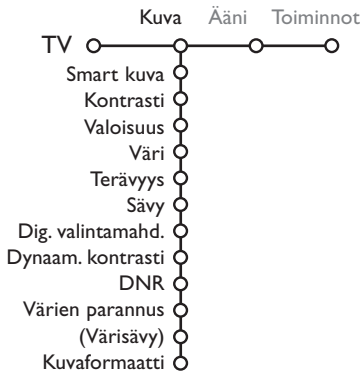 Kuva Ääni Toiminnot
TV
Smart kuva
Kontrasti
Valoisuus
Väri
Terävyys
Sävy
Dig. valintamahd.
Dynaam. kontrasti
DNR
Värien parannus
(Värisävy)
Kuvaformaatti